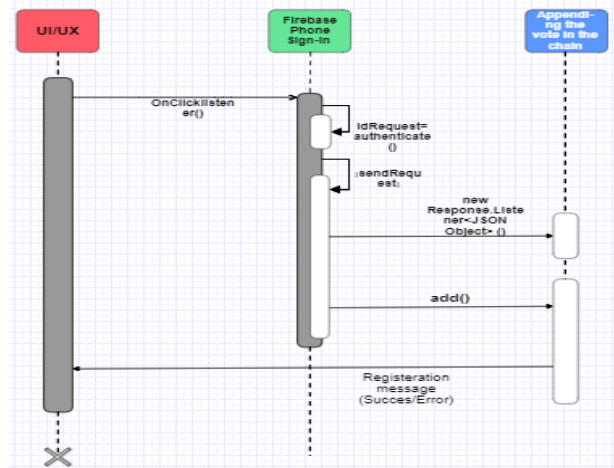 UI/UX
Firebase
Phone
Sign-In
Appendi-
ng the
vote in the
chain
OnClicklisten
er()
idRequest=
authenticate
()
:sendRequ
est;
new
Response.Liste
ner<JSON
Object> ()
add()
Registeration
message
(Succes/Error)